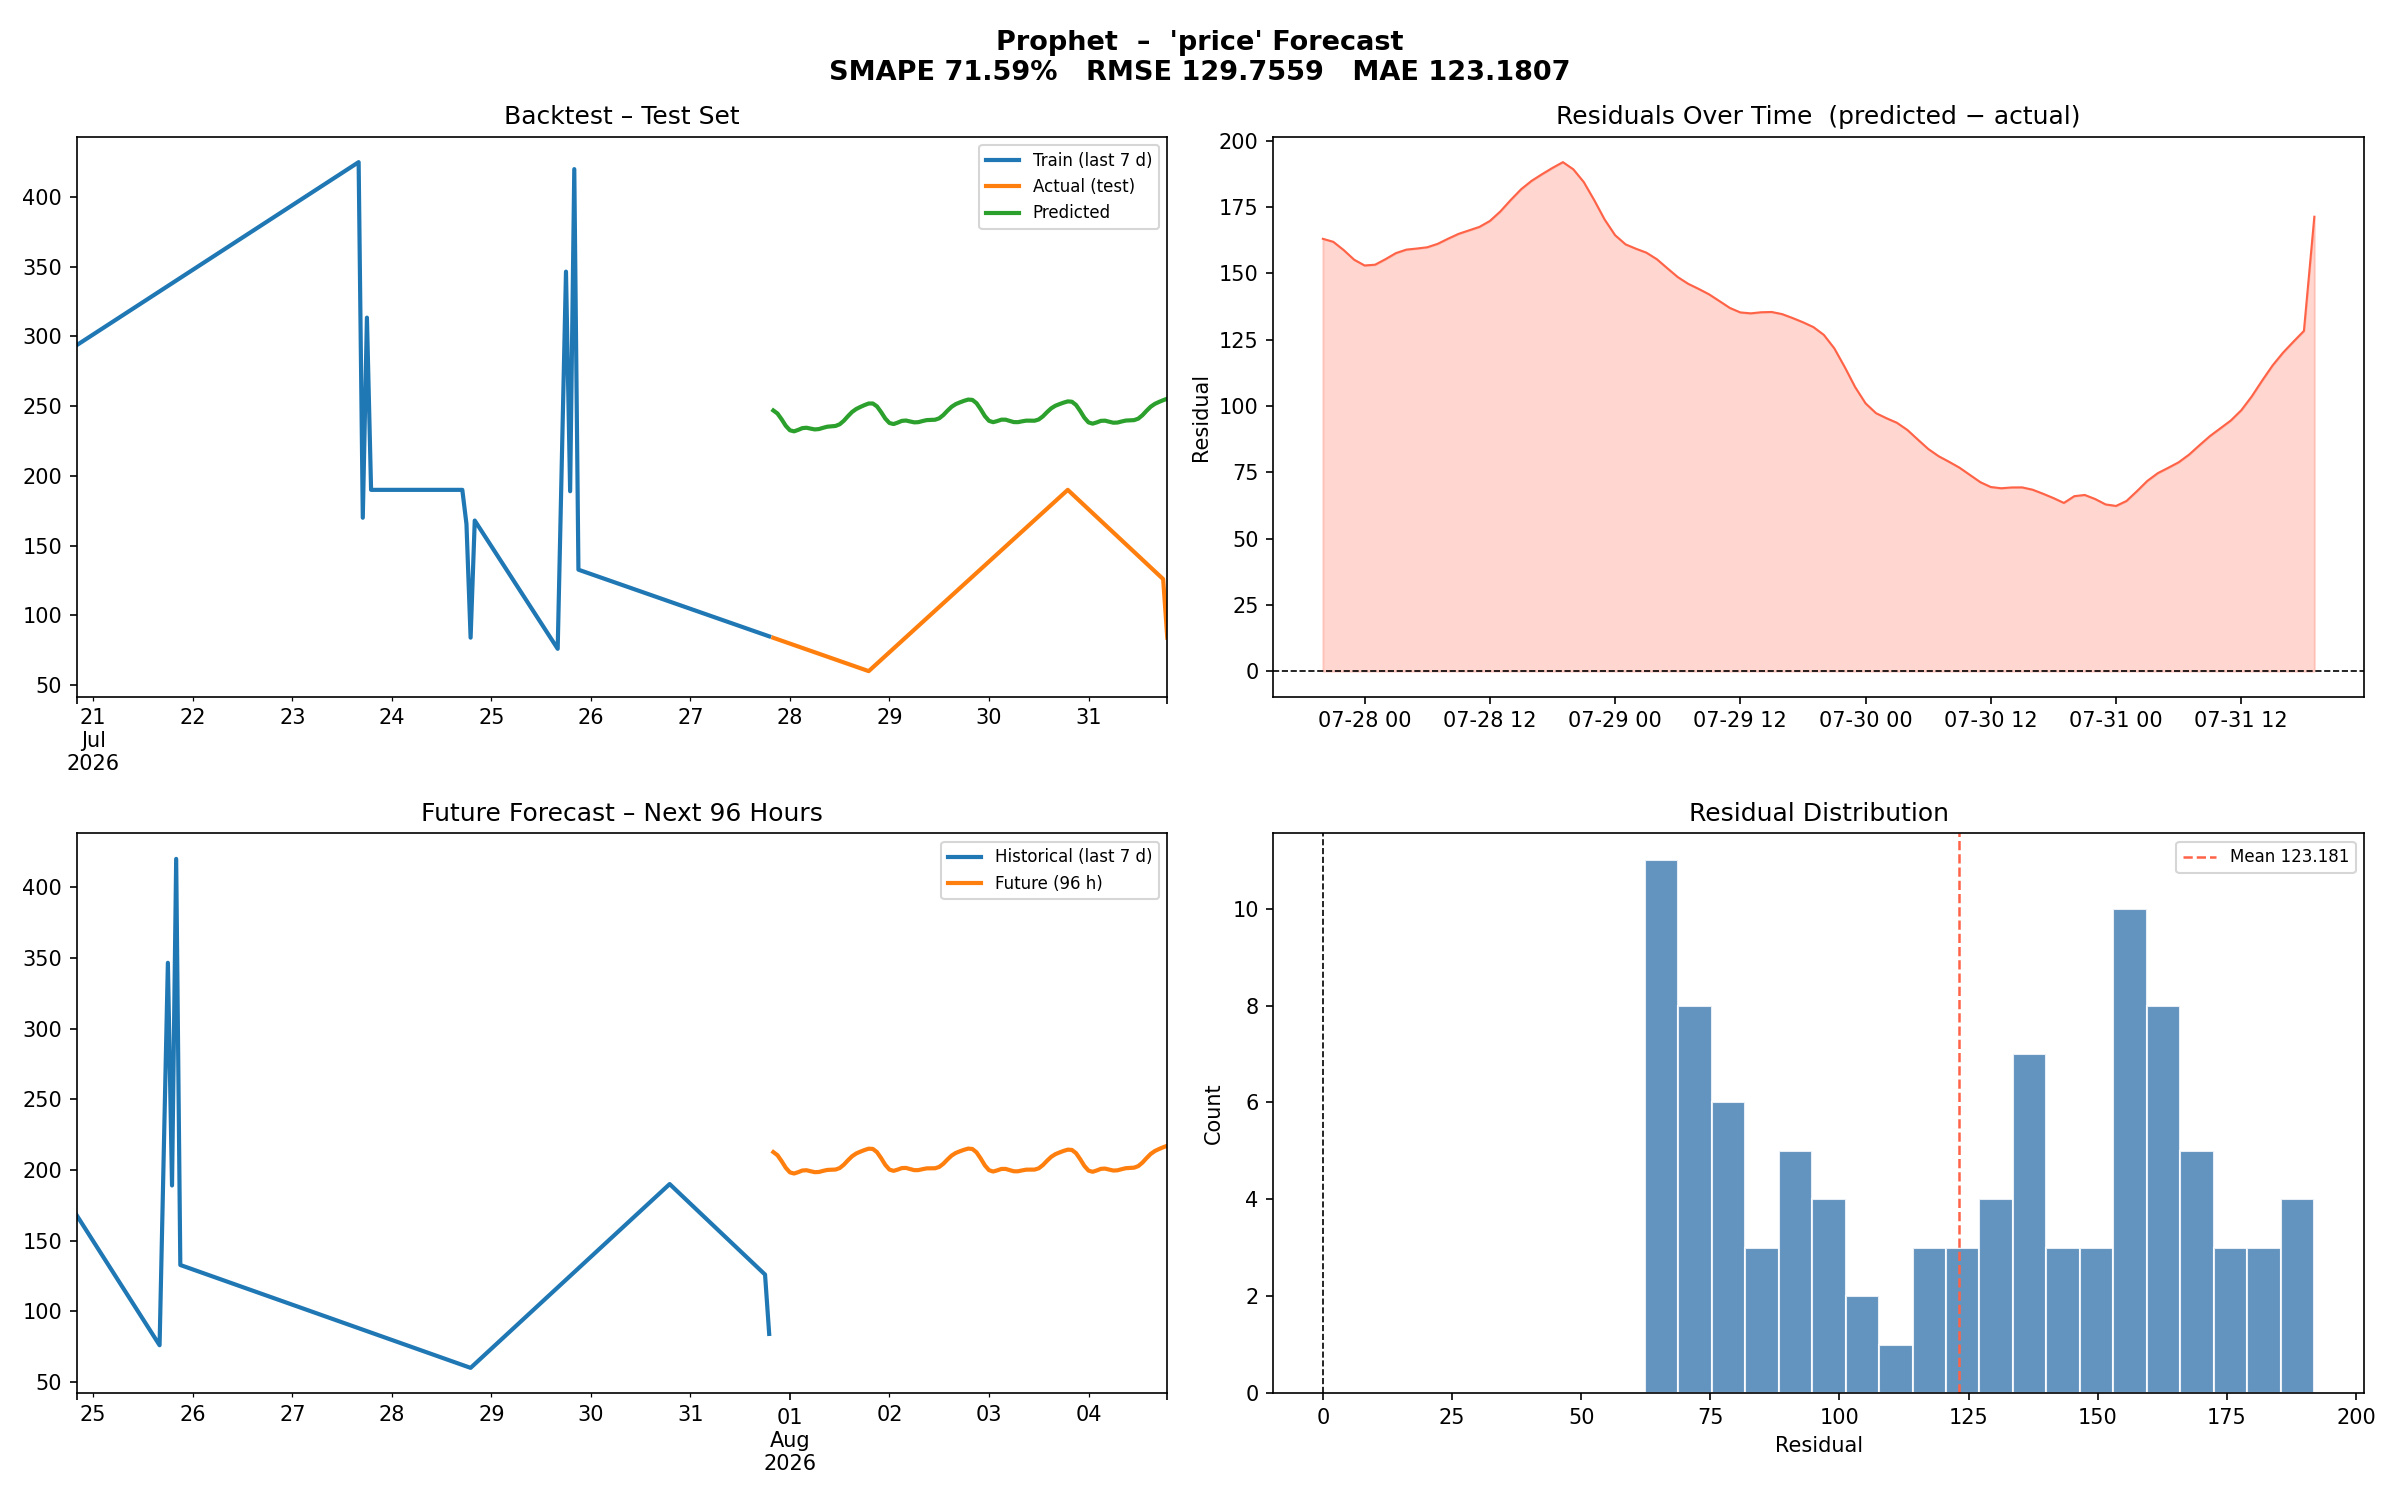 Prophet  –  'price' Forecast
SMAPE 71.59%   RMSE 129.7559   MAE 123.1807
Backtest – Test Set
Train (last 7 d)
Actual (test)
Predicted
400
350
300
250
200
150
100
50
21 22 23 24 25 26 27 28 29 30 31
Jul
2026
Residuals Over Time  (predicted − actual)
Residual
200
175
150
125
100
75
50
25
0
07-28 00 07-28 12 07-29 00 07-29 12 07-30 00 07-30 12 07-31 00 07-31 12
Future Forecast – Next 96 Hours
Historical (last 7 d)
Future (96 h)
400
350
300
250
200
150
100
50
25 26 27 28 29 30 31 01 02 03 04
Aug
2026
Residual Distribution
Mean 123.181
Count
10
8
6
4
2
0
0 25 50 75 100 125 150 175 200
Residual